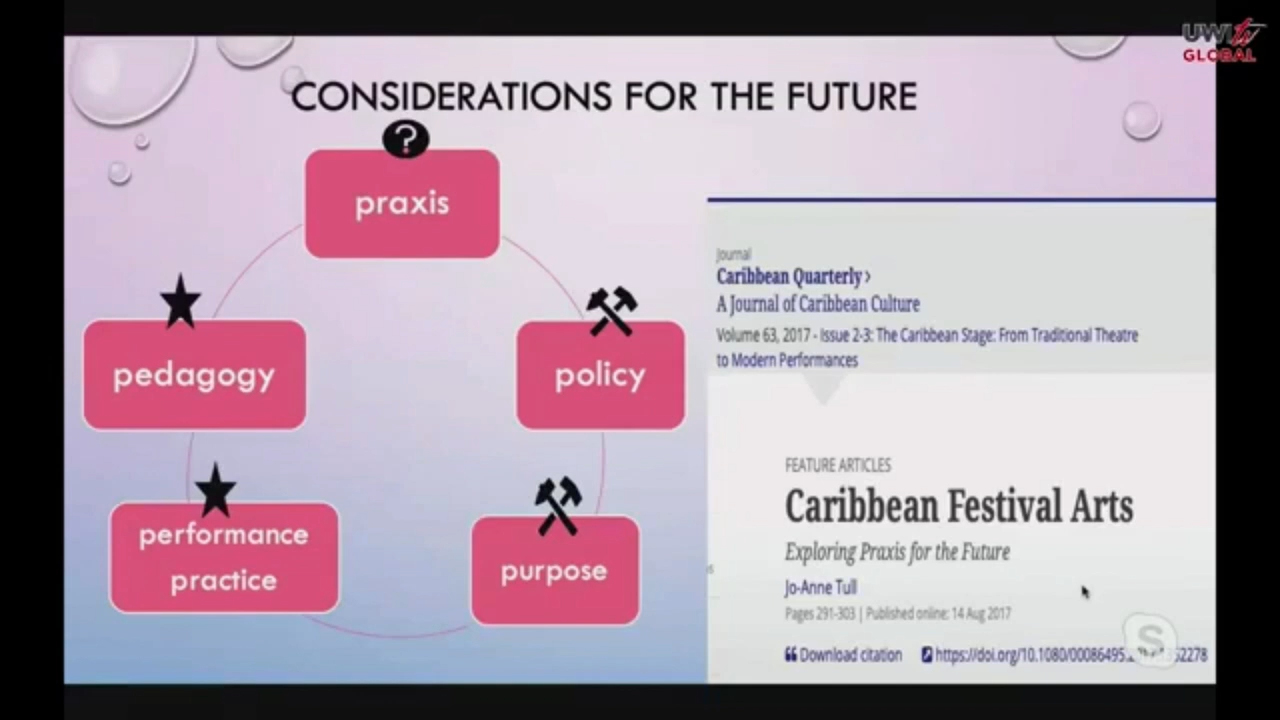 UWI tv
GLOBAL
CONSIDERATIONS FOR THE FUTURE
?
praxis
pedagogy
policy
performance
practice
purpose
Journal
Caribbean Quarterly ›
A Journal of Caribbean Culture
Volume 63, 2017 - Issue 2-3: The Caribbean Stage: From Traditional Theatre
to Modern Performances
FEATURE ARTICLES
Caribbean Festival Arts
Exploring Praxis for the Future
Jo-Anne Tull
Pages 291-303 | Published online: 14 Aug 2017
Download citation
S